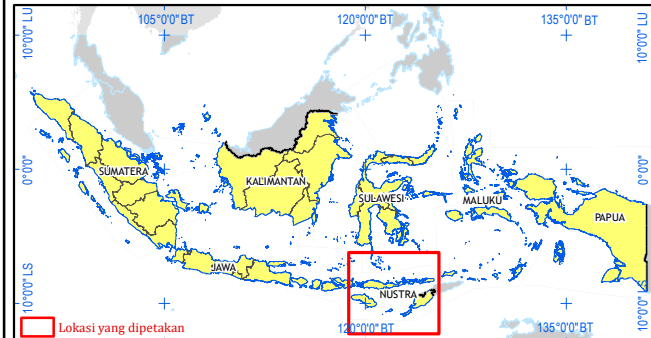 105°0'0"BT
120°0'0"BT
135°0'0"BT
10°0'0" LU
10°0'0" LU
SUMATERA
KALIMANTAN
SULAWESI
MALUKU
PAPUA
0°0'0"
0°0'0"
JAWA
NUSTRA
10°0'0" LS
10°0'0" LS
120°0'0"BT
135°0'0"BT
Lokasi yang dipetakan